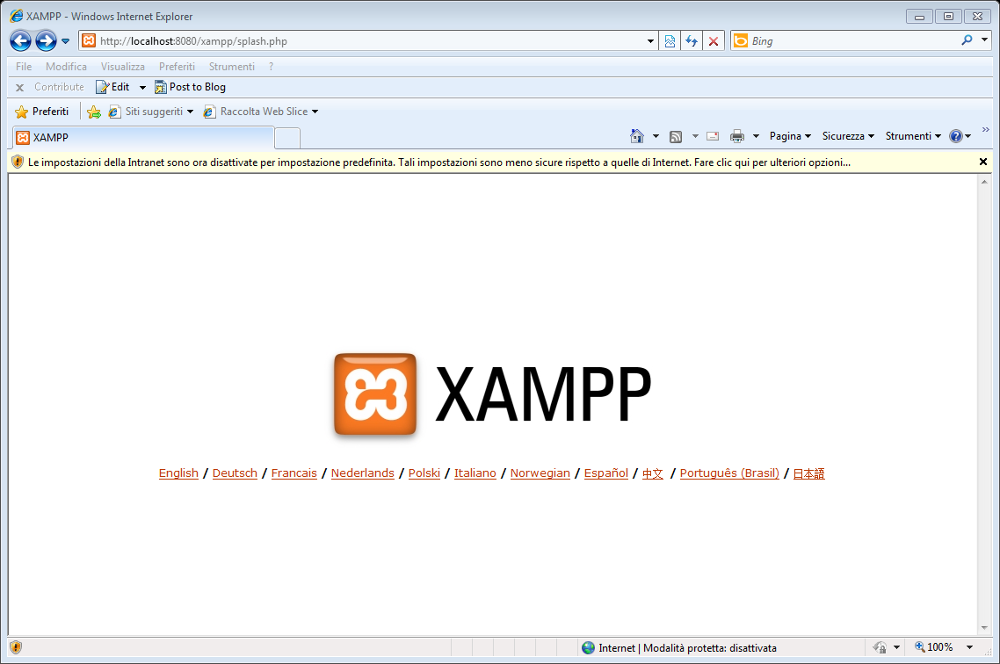 XAMPP - Windows Internet Explorer
http://localhost:8080/xampp/splash.php Bing
File Modifica Visualizza Preferiti Strumenti ?
x Contribute Edit Post to Blog
Preferiti Siti suggeriti Raccolta Web Slice
XAMPP Pagina Sicurezza Strumenti »
Le impostazioni della Intranet sono ora disattivate per impostazione predefinita. Tali impostazioni sono meno sicure rispetto a quelle di Internet. Fare clic qui per ulteriori opzioni...
XAMPP
English / Deutsch / Francais / Nederlands / Polski / Italiano / Norwegian / Español / 中文 / Português (Brasil) / 日本語
Internet | Modalità protetta: disattivata 100%